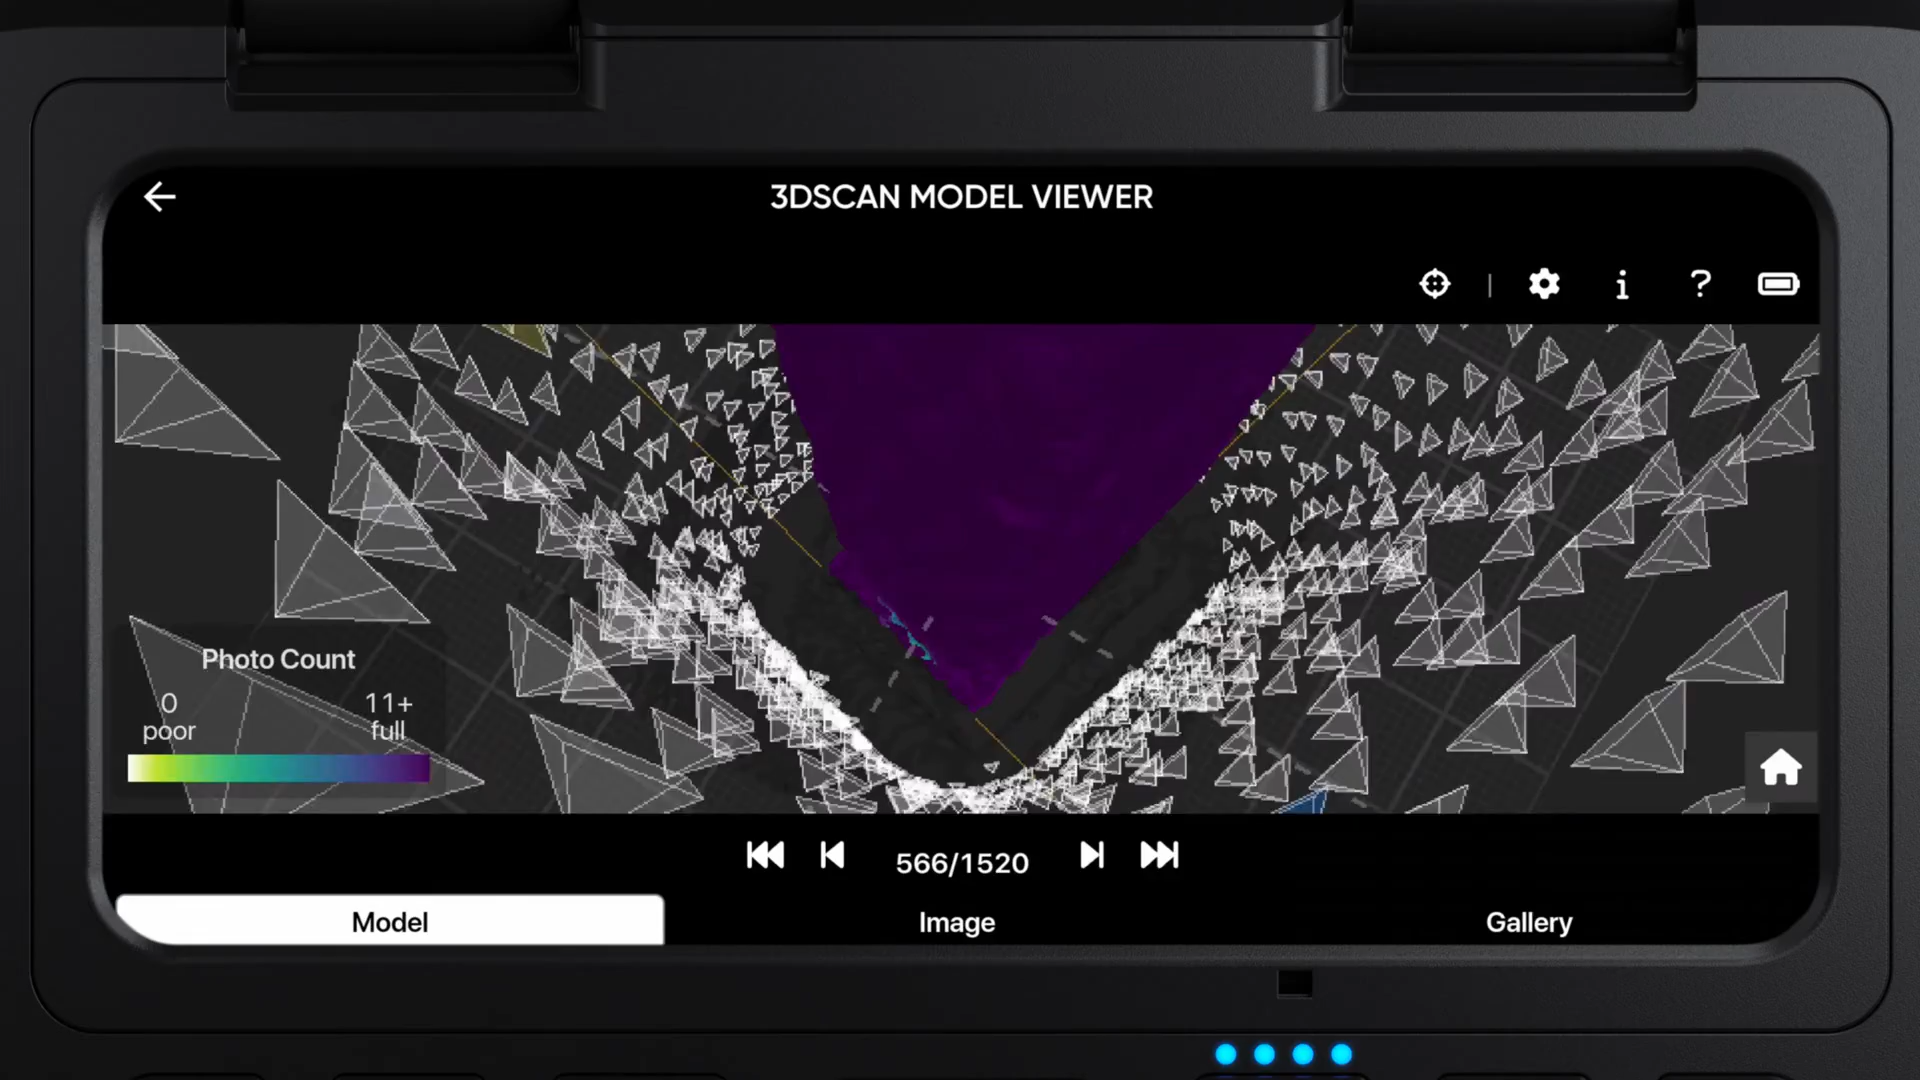 3DSCAN MODEL VIEWER
Photo Count
0 11+
poor full
566/1520
Model Image Gallery